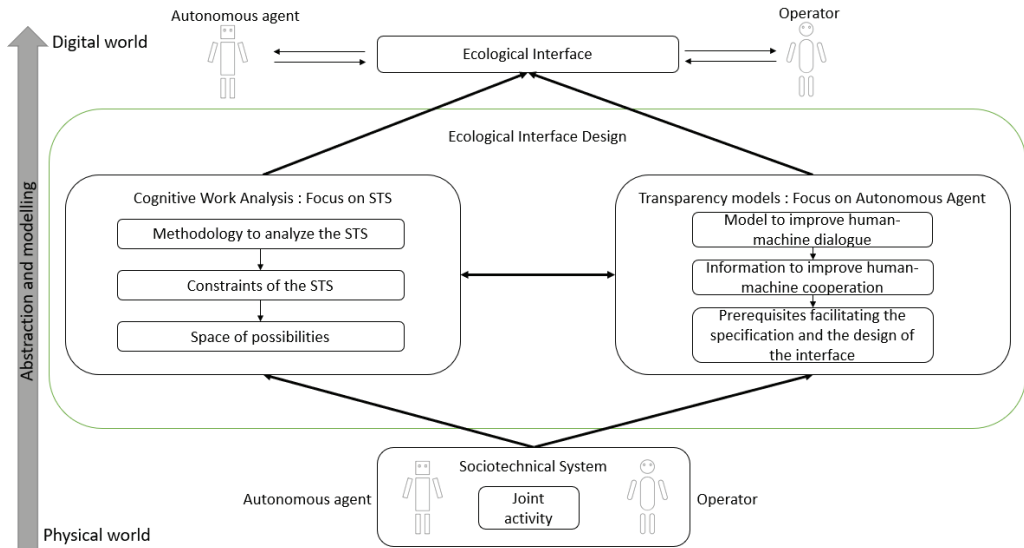 Autonomous agent
Operator
Digital world
Ecological Interface
Ecological Interface Design
Abstraction and modelling
Cognitive Work Analysis : Focus on STS
Methodology to analyze the STS
Constraints of the STS
Space of possibilities
Transparency models : Focus on Autonomous Agent
Model to improve human-
machine dialogue
Information to improve human-
machine cooperation
Prerequisites facilitating the
specification and the design of
the interface
Sociotechnical System
Autonomous agent
Joint
activity
Operator
Physical world